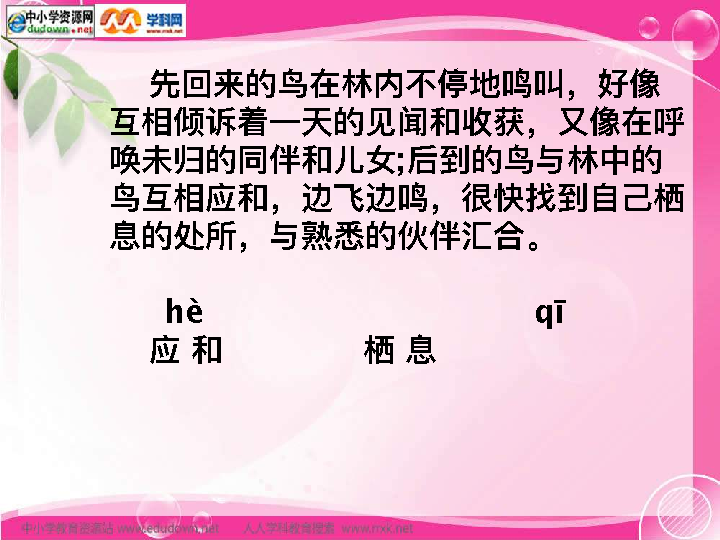 中小学资源网
dudown.net
学科网
www.nxk.net
先回来的鸟在林内不停地鸣叫，好像
互相倾诉着一天的见闻和收获，又像在呼
唤未归的同伴和儿女;后到的鸟与林中的
鸟互相应和，边飞边鸣，很快找到自己栖
息的处所，与熟悉的伙伴汇合。
hè qī
应 和 栖 息
中小学教育资源站 www.edudown.net 人人学科教育搜索 www.rrxk.net